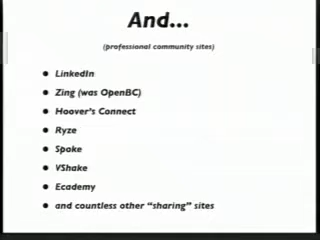 And...
(professional community sites)
LinkedIn
Zing (was OpenBC)
Hoover's Connect
Ryze
Spoke
VShake
Ecademy
and countless other "sharing" sites